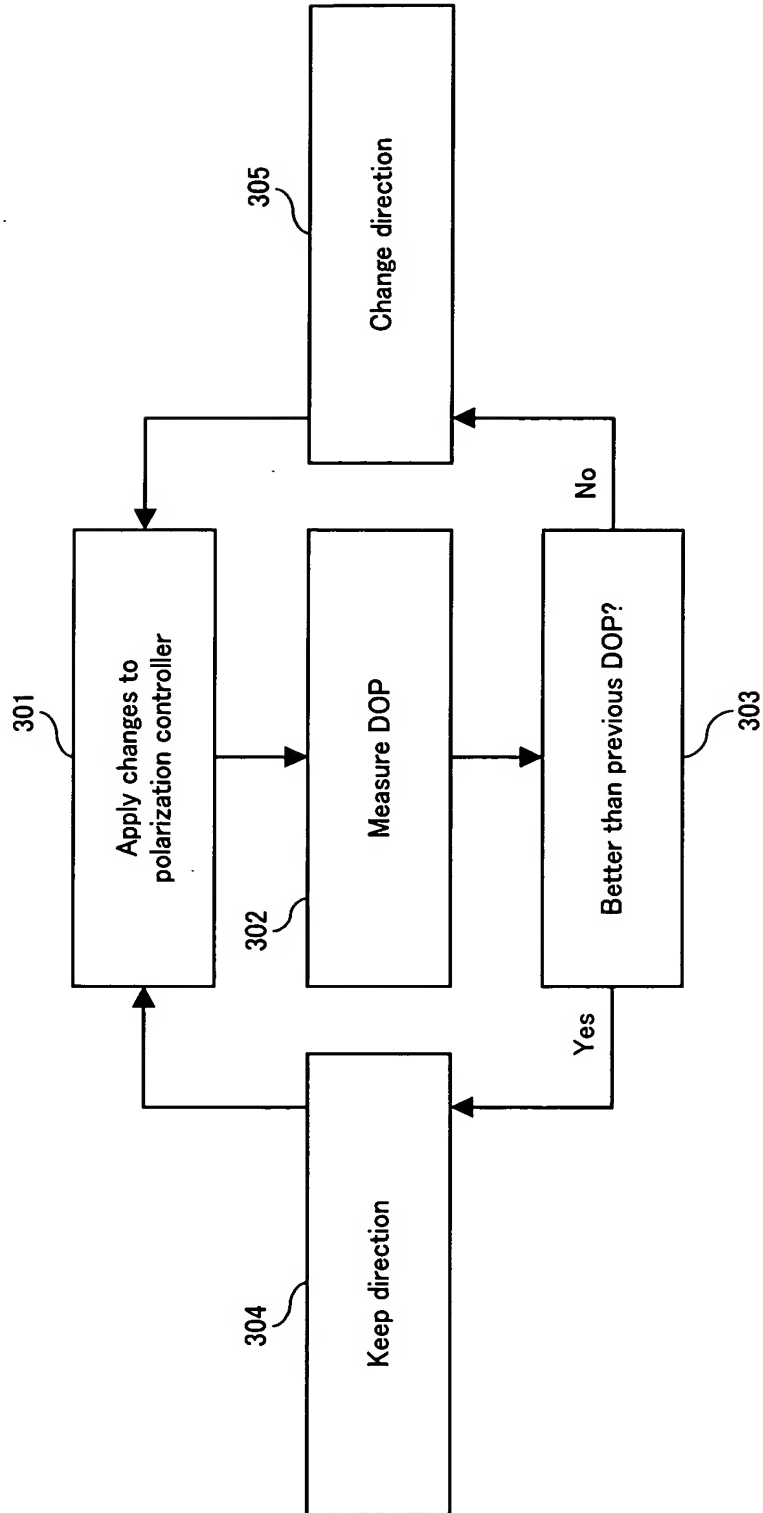 301
Apply changes to
polarization controller
302
Measure DOP
303
Better than previous DOP?
Yes
No
304
Keep direction
305
Change direction